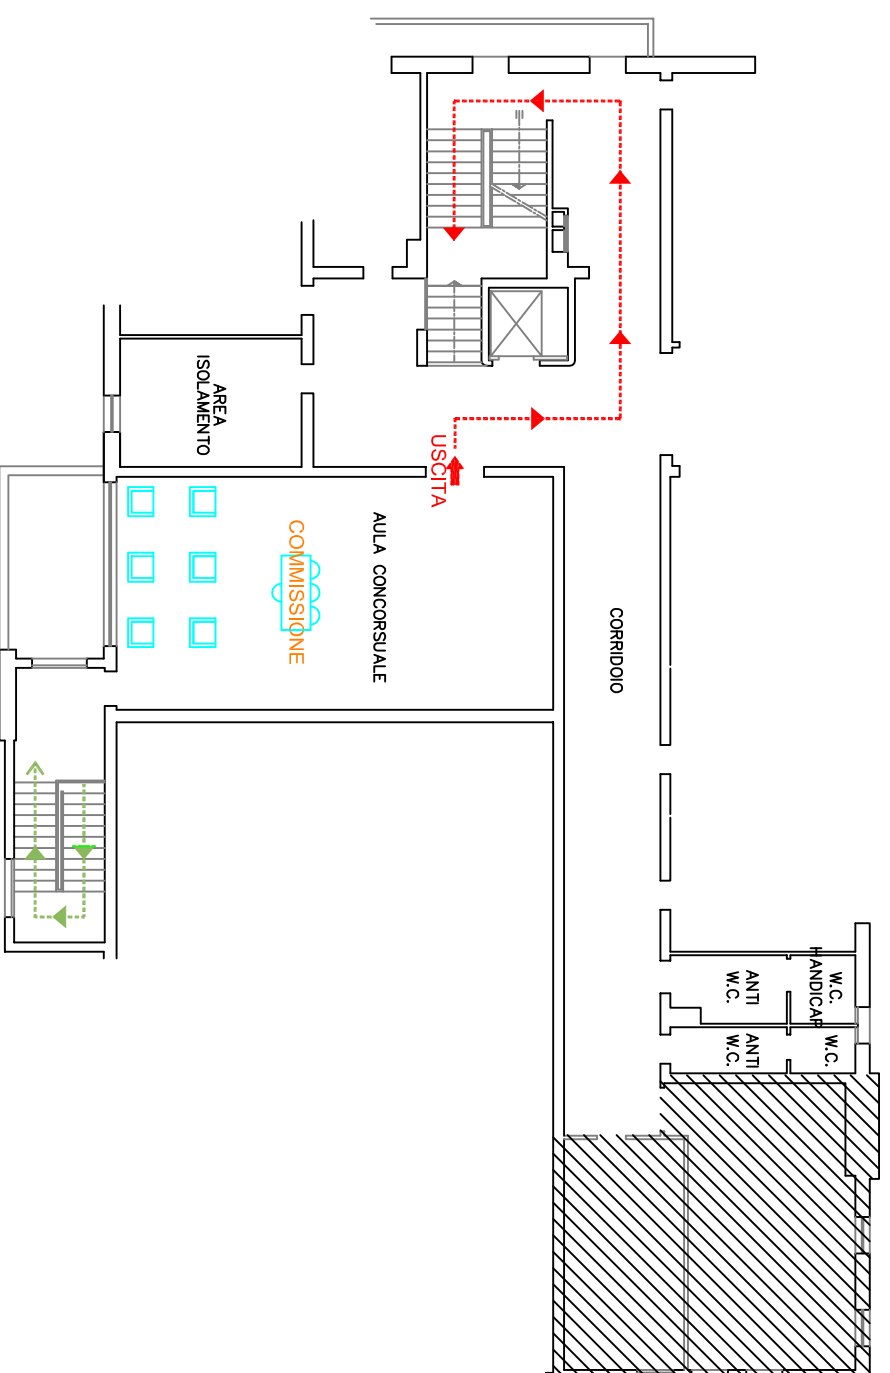 AREA
ISOLAMENTO
USCITA
COMMISSIONE
AULA CONCORSUALE
CORRIDOIO
W.C.
HANDICAP
ANTI
W.C.
W.C.
ANTI
W.C.